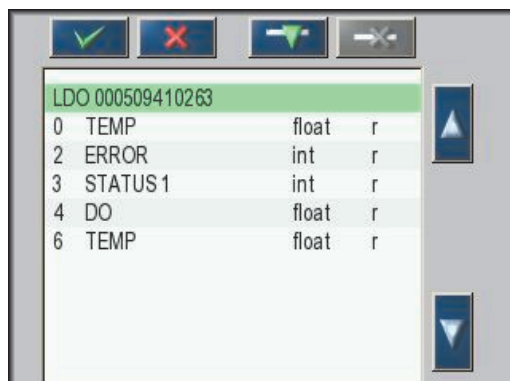 LDO 000509410263
0 TEMP float r
2 ERROR int r
3 STATUS1 int r
4 DO float r
6 TEMP float r